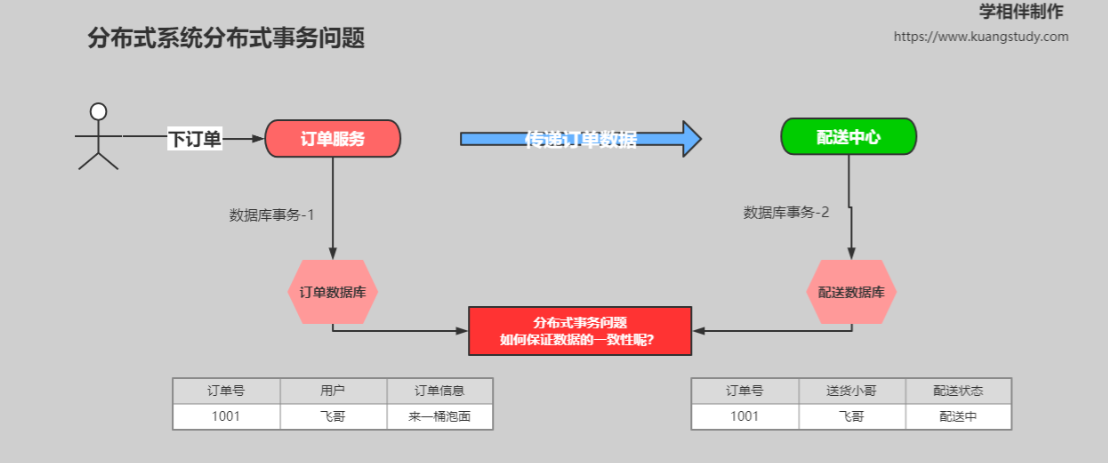 学相伴制作
分布式系统分布式事务问题
https://www.kuangstudy.com
下订单
订单服务
传递订单数据
配送中心
数据库事务-1
数据库事务-2
订单数据库
配送数据库
分布式事务问题
如何保证数据的一致性呢?
订单号 用户 订单信息
1001 飞哥 来一桶泡面
订单号 送货小哥 配送状态
1001 飞哥 配送中